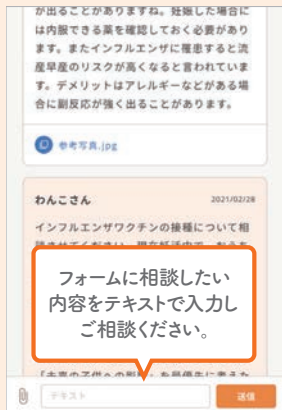 が出ることがありますね。妊娠した場合に
は内服できる薬を確認しておく必要があり
ます。またインフルエンザに罹患すると流
産早産のリスクが高くなると言われていま
す。デメリットはアレルギーなどがある場
合に副反応が強く出ることがあります。
参考写真.jpg
わんこさん 2021/02/28
インフルエンザワクチンの接種について相
フォームに相談したい
内容をテキストで入力し
ご相談ください。
テキスト 送信